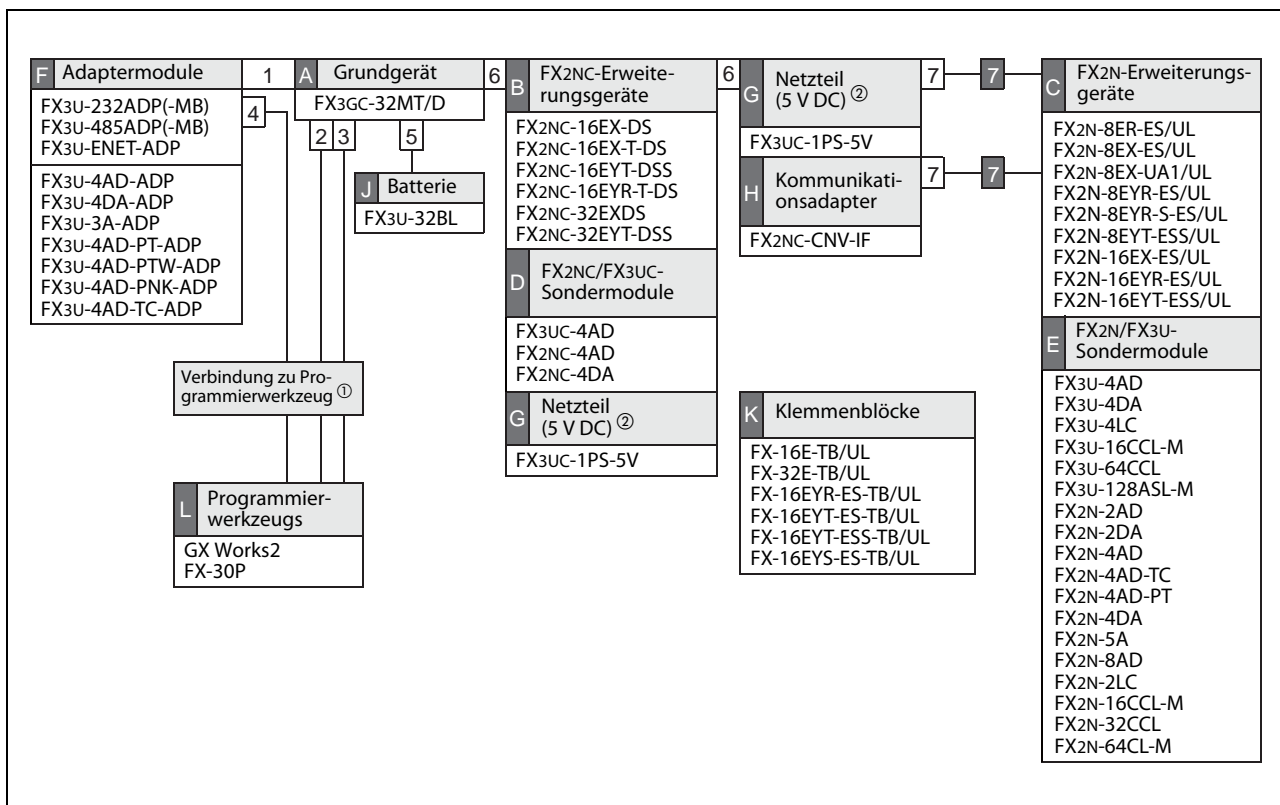 F Adaptermodule
FX3U-232ADP(-MB)
FX3U-485ADP(-MB)
FX3U-ENET-ADP
FX3U-4AD-ADP
FX3U-4DA-ADP
FX3U-3A-ADP
FX3U-4AD-PT-ADP
FX3U-4AD-PTW-ADP
FX3U-4AD-PNK-ADP
FX3U-4AD-TC-ADP
1
4
A Grundgerät
FX3GC-32MT/D
2 3 5
J Batterie
FX3U-32BL
Verbindung zu Pro-
grammierwerkzeug ①
L Programmier-
werkzeugs
GX Works2
FX-30P
6
B FX2NC-Erweite-
rungsgeräte
FX2NC-16EX-DS
FX2NC-16EX-T-DS
FX2NC-16EYT-DSS
FX2NC-16EYR-T-DS
FX2NC-32EXDS
FX2NC-32EYT-DSS
D FX2NC/FX3UC-
Sondermodule
FX3UC-4AD
FX2NC-4AD
FX2NC-4DA
G Netzteil
(5 V DC) ②
FX3UC-1PS-5V
6
G Netzteil
(5 V DC) ②
FX3UC-1PS-5V
7 7
H Kommunikati-
onsadapter
FX2NC-CNV-IF
7 7
K Klemmenblöcke
FX-16E-TB/UL
FX-32E-TB/UL
FX-16EYR-ES-TB/UL
FX-16EYT-ES-TB/UL
FX-16EYT-ESS-TB/UL
FX-16EYS-ES-TB/UL
C FX2N-Erweiterungs-
geräte
FX2N-8ER-ES/UL
FX2N-8EX-ES/UL
FX2N-8EX-UA1/UL
FX2N-8EYR-ES/UL
FX2N-8EYR-S-ES/UL
FX2N-8EYT-ESS/UL
FX2N-16EX-ES/UL
FX2N-16EYR-ES/UL
FX2N-16EYT-ESS/UL
E FX2N/FX3U-
Sondermodule
FX3U-4AD
FX3U-4DA
FX3U-4LC
FX3U-16CCL-M
FX3U-64CCL
FX3U-128ASL-M
FX2N-2AD
FX2N-2DA
FX2N-4AD
FX2N-4AD-TC
FX2N-4AD-PT
FX2N-4DA
FX2N-5A
FX2N-8AD
FX2N-2LC
FX2N-16CCL-M
FX2N-32CCL
FX2N-64CL-M